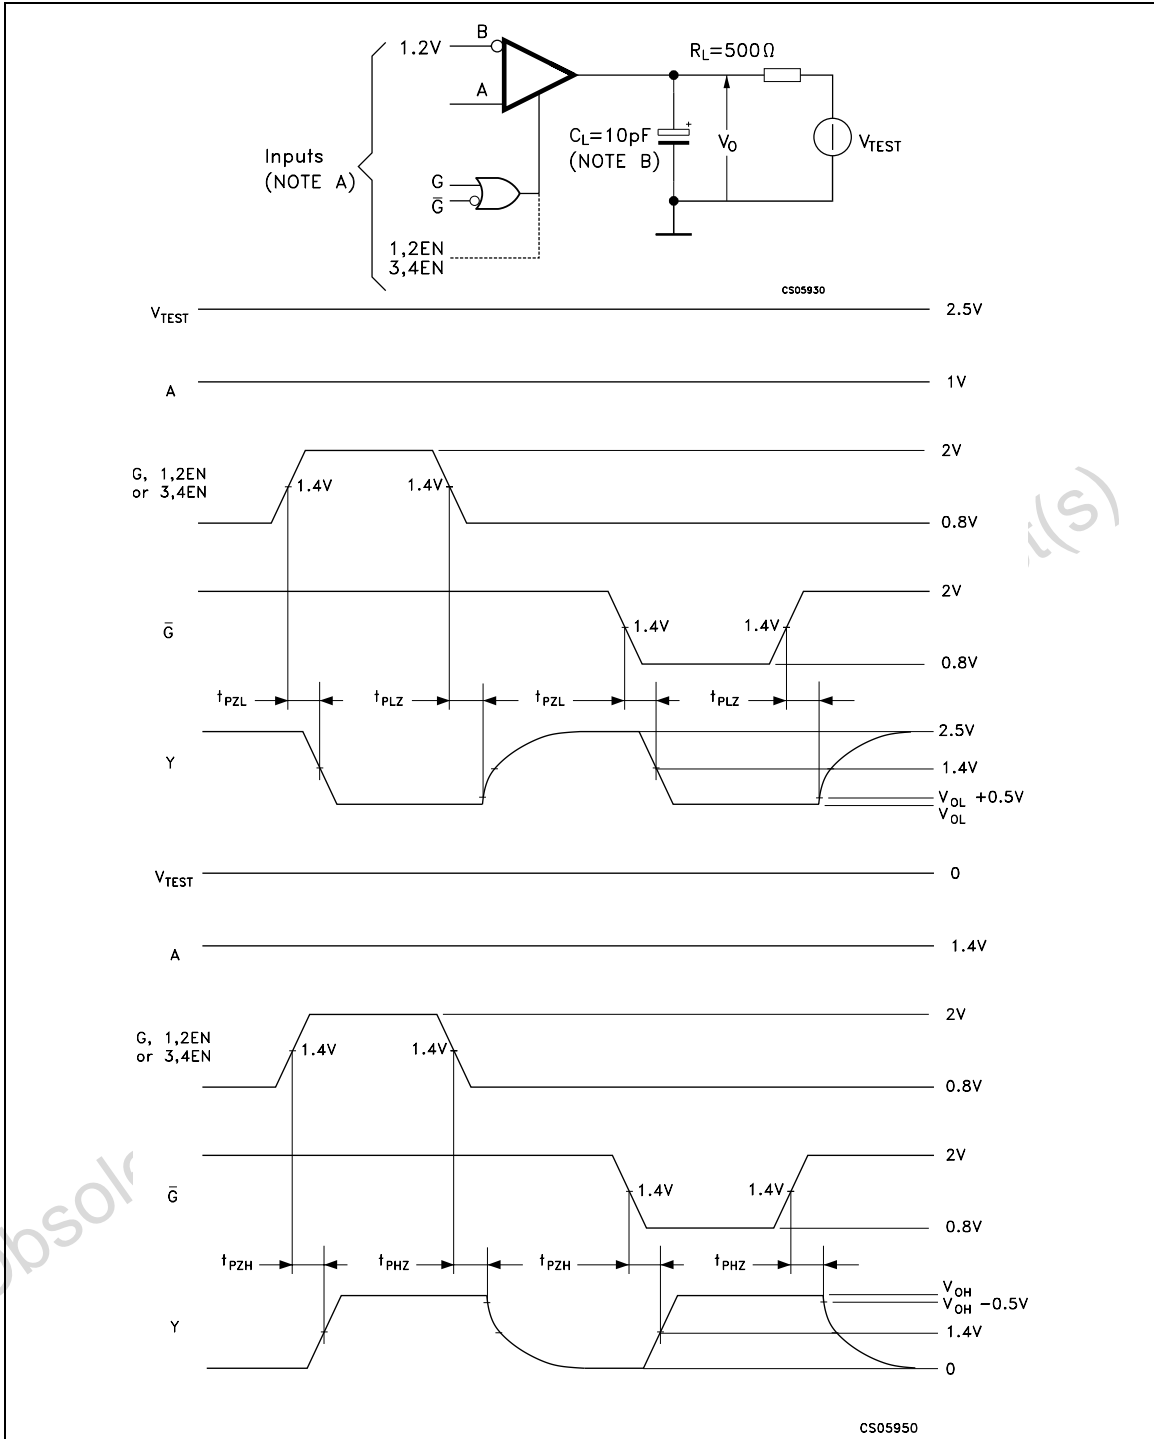 B
1.2V
A
RL=500Ω
CL=10pF
(NOTE B)
+
VO
VTEST
Inputs
(NOTE A)
G
G̅
1,2EN
3,4EN
CS05930
VTEST
2.5V
A
1V
G, 1,2EN
or 3,4EN
1.4V
1.4V
2V
0.8V
G̅
1.4V
1.4V
2V
0.8V
tPZL
tPLZ
tPZL
tPLZ
Y
2.5V
1.4V
VOL +0.5V
VOL
VTEST
0
A
1.4V
G, 1,2EN
or 3,4EN
1.4V
1.4V
2V
0.8V
G̅
1.4V
1.4V
2V
0.8V
tPZH
tPHZ
tPZH
tPHZ
Y
VOH
VOH -0.5V
1.4V
0
CS05950